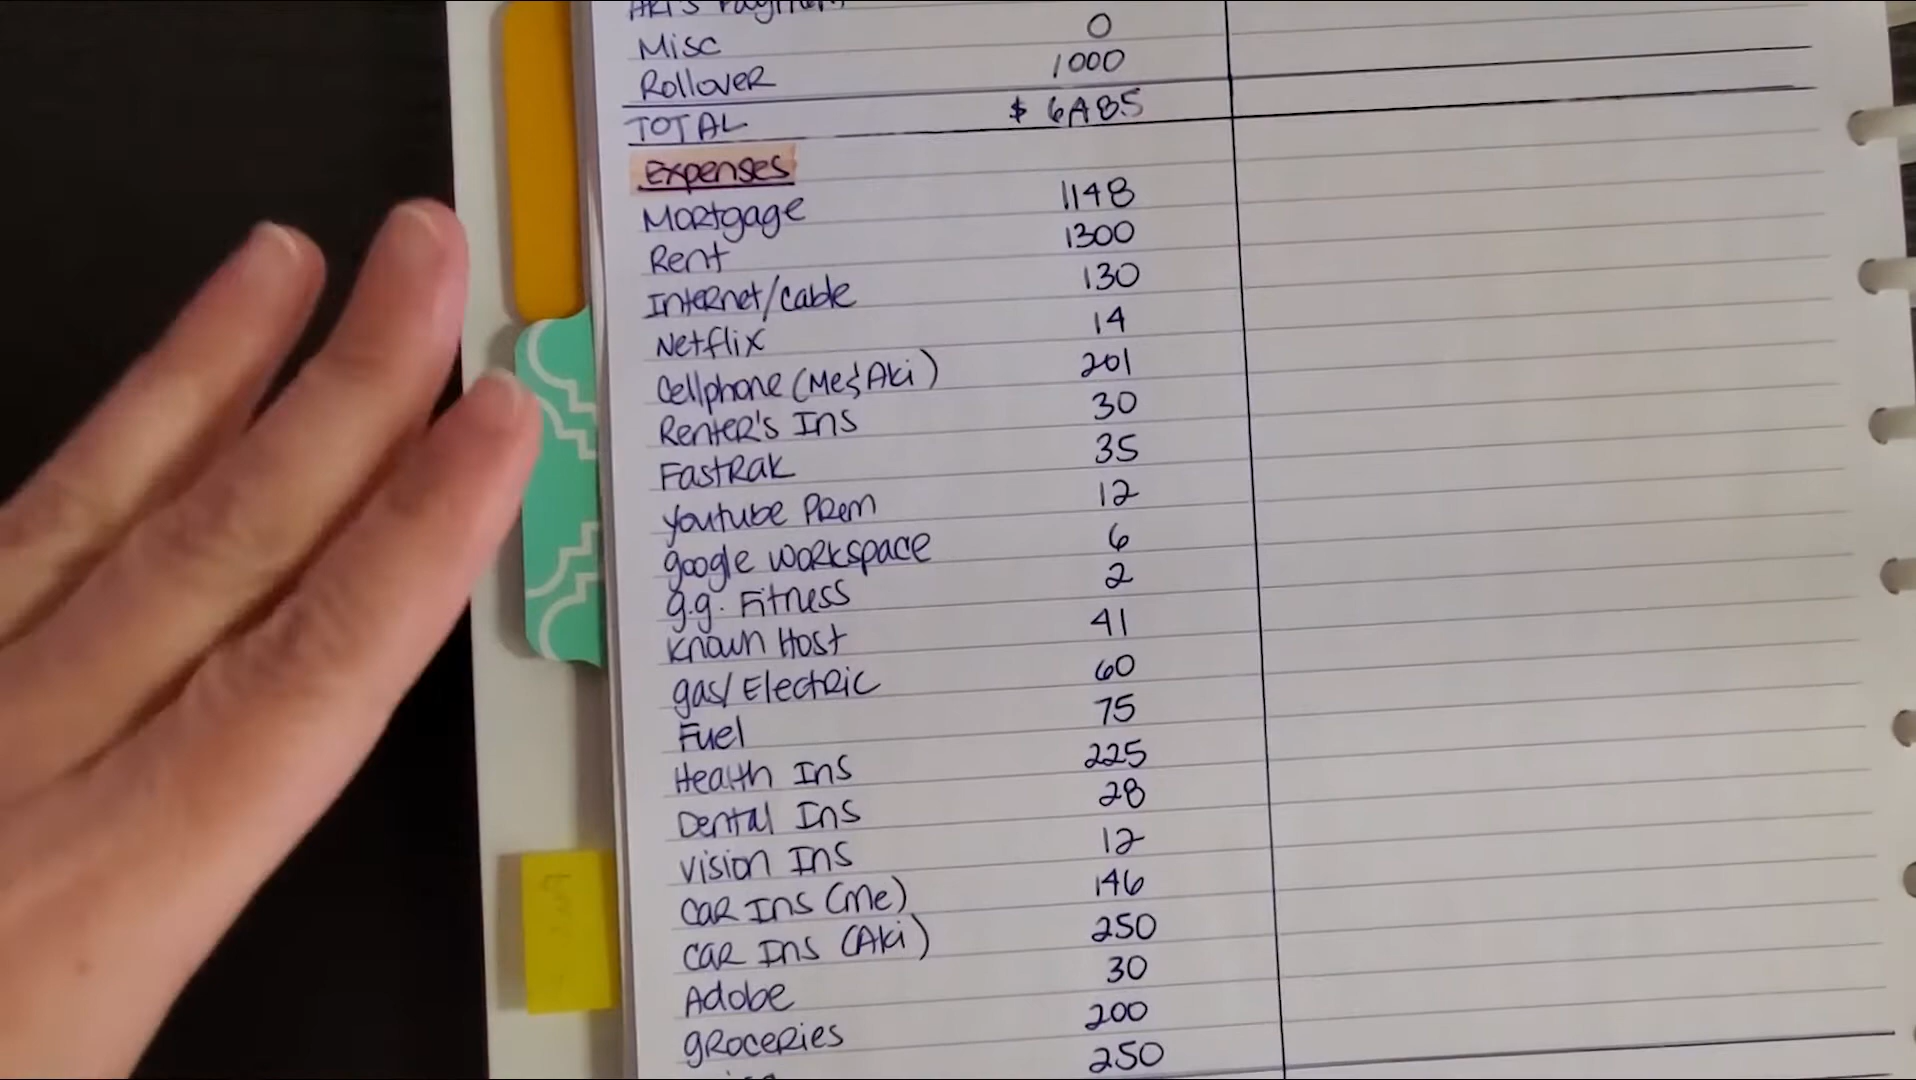 Aki's Payment
Misc 0
Rollover 1000
TOTAL $ 6485
Expenses
Mortgage 1148
Rent 1300
Internet/cable 130
Netflix 14
Cellphone (Me & Aki) 201
Renter's Ins 30
FastRak 35
Youtube Prem 12
google workspace 6
g.g. Fitness 2
Known Host 41
gas/Electric 60
Fuel 75
Health Ins 225
Dental Ins 28
Vision Ins 12
Car Ins (Me) 146
Car Ins (Aki) 250
Adobe 30
groceries 200
250